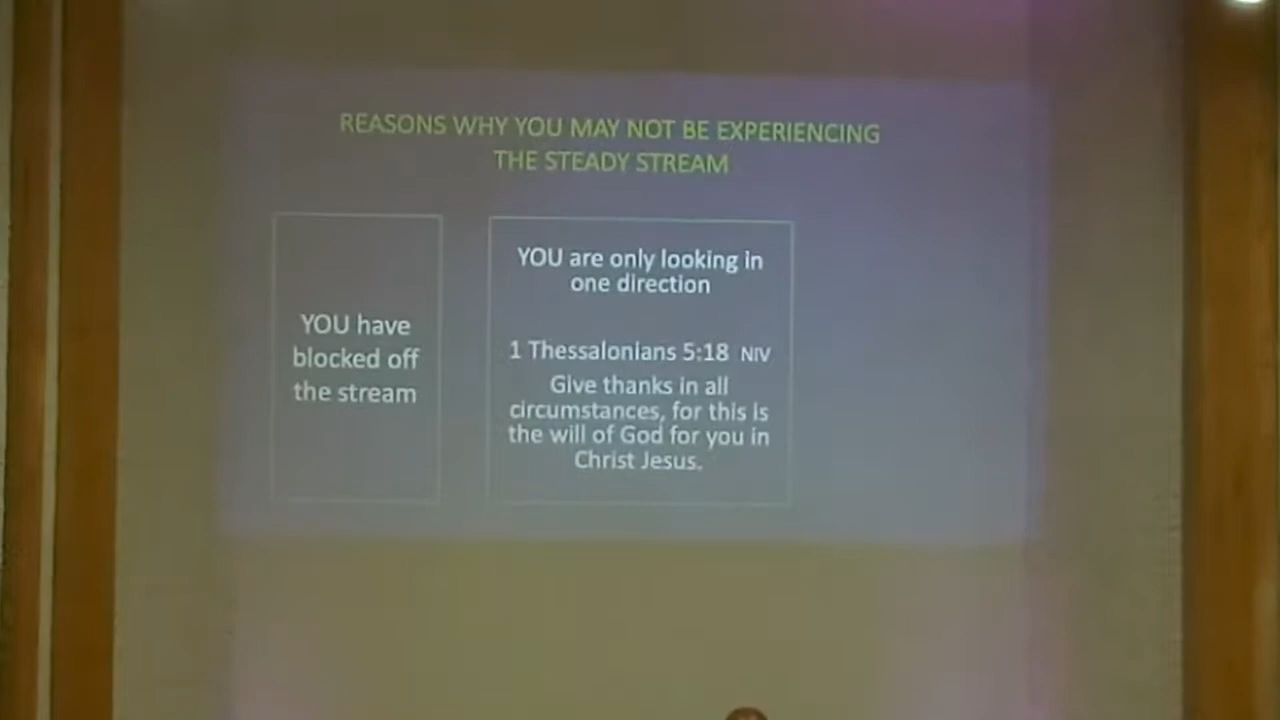 REASONS WHY YOU MAY NOT BE EXPERIENCING
THE STEADY STREAM
YOU have
blocked off
the stream
YOU are only looking in
one direction
1 Thessalonians 5:18 NIV
Give thanks in all
circumstances, for this is
the will of God for you in
Christ Jesus.